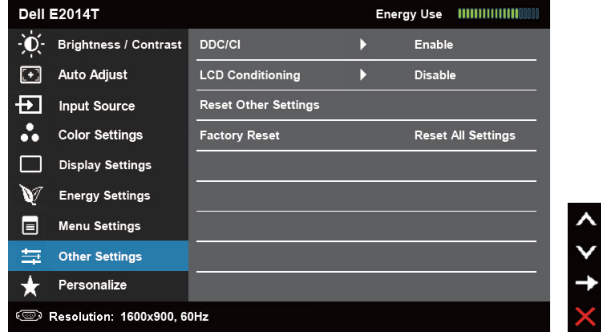 Dell E2014T Energy Use
Brightness / Contrast DDC/CI Enable
Auto Adjust LCD Conditioning Disable
Input Source Reset Other Settings
Color Settings Factory Reset Reset All Settings
Display Settings
Energy Settings
Menu Settings
Other Settings
Personalize
Resolution: 1600x900, 60Hz